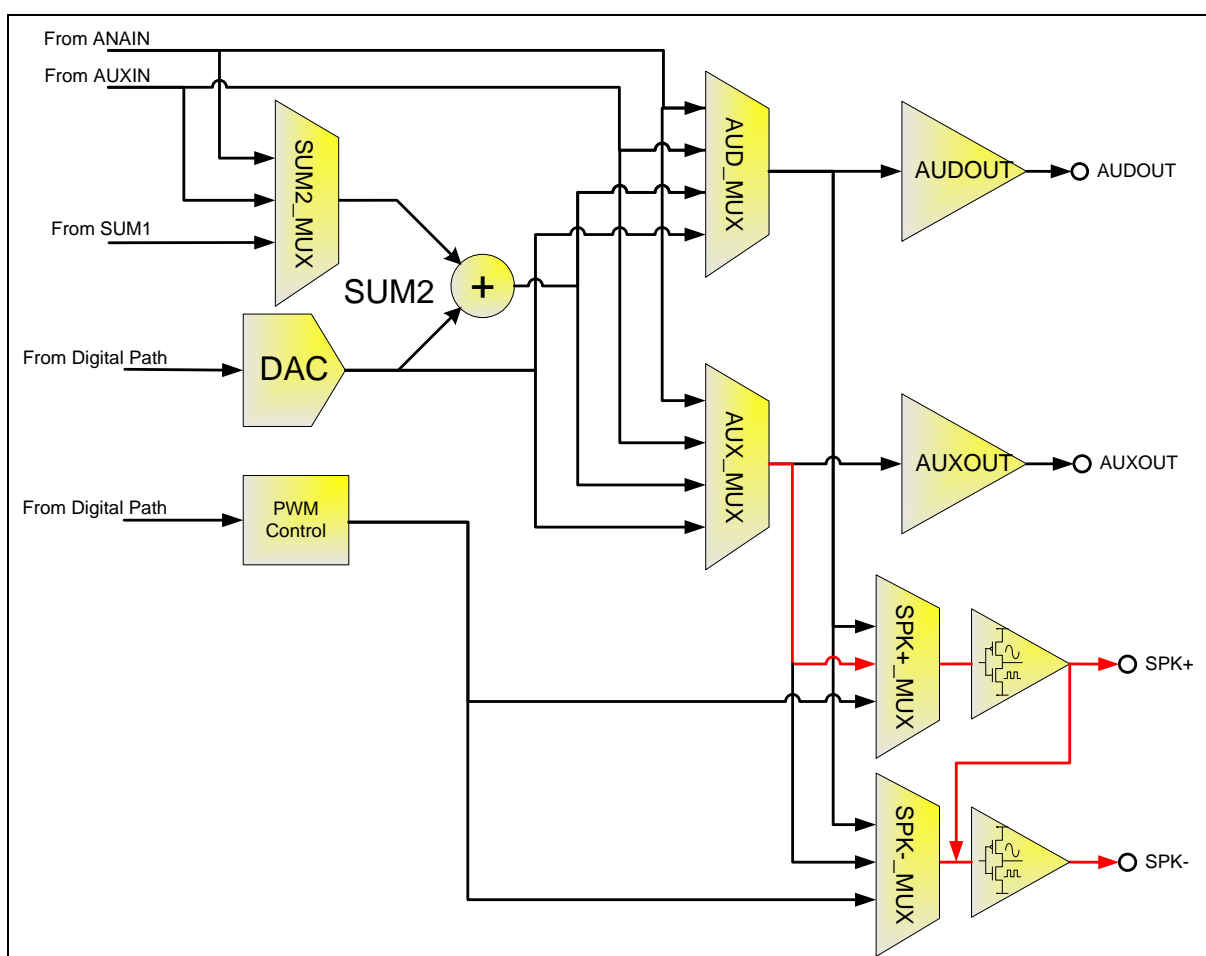 From ANAIN
From AUXIN
SUM2_MUX
From SUM1
SUM2
+
From Digital Path
DAC
From Digital Path
PWM
Control
AUD_MUX
AUDOUT
AUDOUT
AUX_MUX
AUXOUT
AUXOUT
SPK+_MUX
SPK+
SPK-_MUX
SPK-